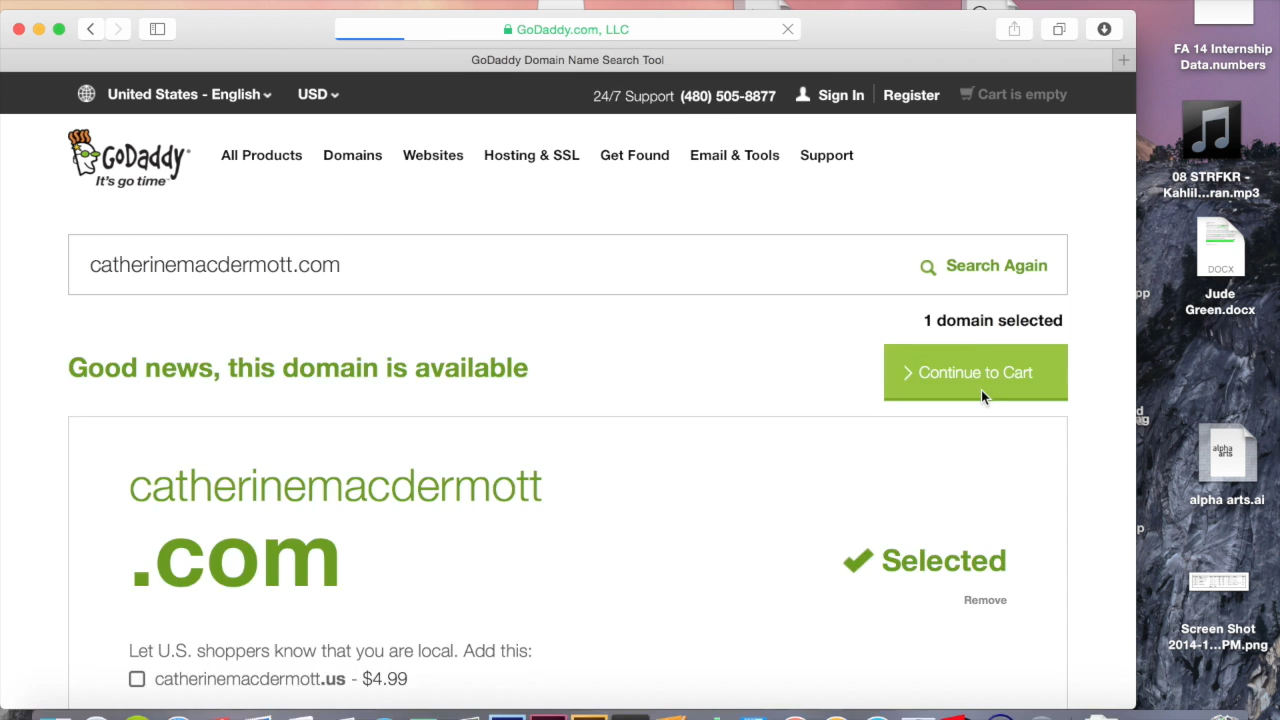 GoDaddy.com, LLC
GoDaddy Domain Name Search Tool
United States - English
USD
24/7 Support (480) 505-8877
Sign In
Register
Cart is empty
GoDaddy
It's go time
All Products
Domains
Websites
Hosting & SSL
Get Found
Email & Tools
Support
catherinemacdermott.com
Search Again
1 domain selected
Good news, this domain is available
Continue to Cart
catherinemacdermott
.com
Selected
Remove
Let U.S. shoppers know that you are local. Add this:
catherinemacdermott.us - $4.99
FA 14 Internship
Data.numbers
08 STRFKR -
Kahlil...ran.mp3
DOCX
Jude
Green.docx
alpha
arts
alpha arts.ai
Screen Shot
2014-1...PM.png